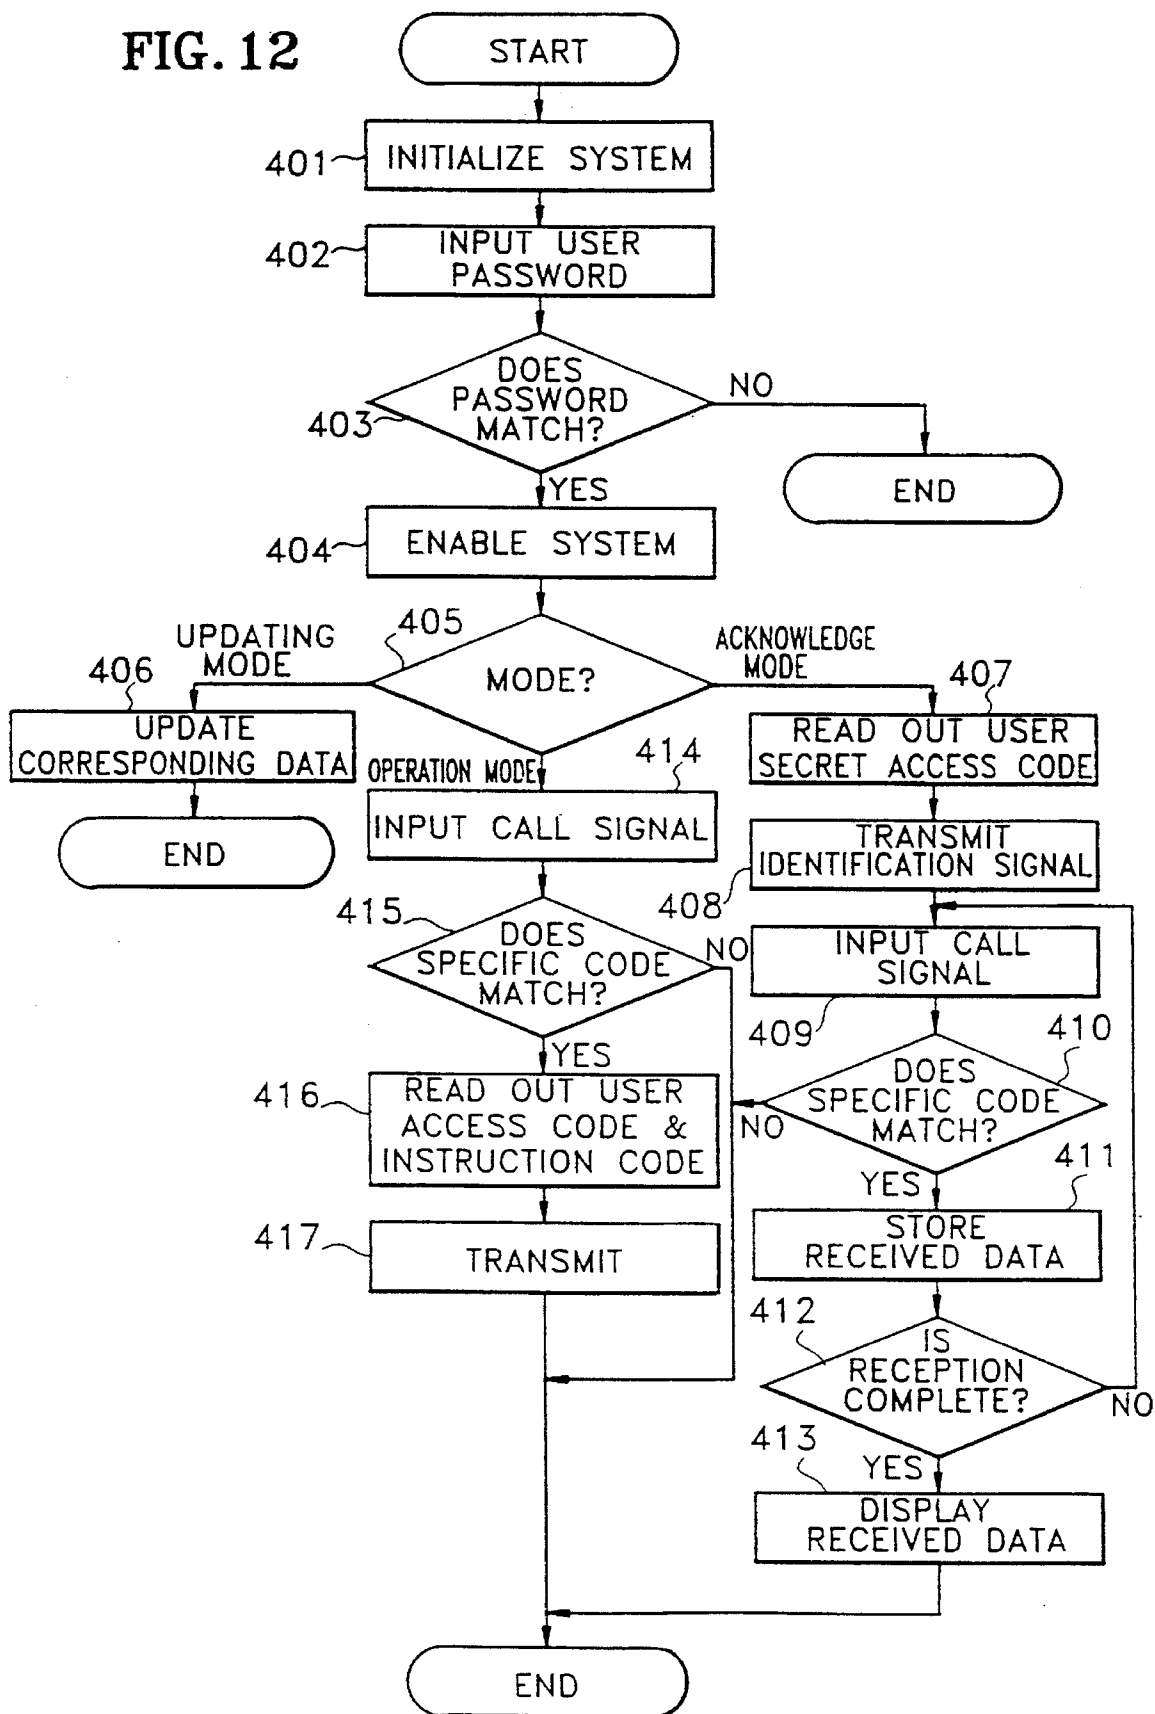 FIG. 12
START
401
INITIALIZE SYSTEM
402
INPUT USER
PASSWORD
DOES
PASSWORD
MATCH?
403
NO
END
YES
404
ENABLE SYSTEM
405
MODE?
UPDATING
MODE
ACKNOWLEDGE
MODE
406
UPDATE
CORRESPONDING DATA
END
OPERATION MODE
414
INPUT CALL SIGNAL
415
DOES
SPECIFIC CODE
MATCH?
NO
YES
416
READ OUT USER
ACCESS CODE &
INSTRUCTION CODE
417
TRANSMIT
407
READ OUT USER
SECRET ACCESS CODE
TRANSMIT
IDENTIFICATION SIGNAL
408
INPUT CALL
SIGNAL
409
410
DOES
SPECIFIC CODE
MATCH?
NO
YES
411
STORE
RECEIVED DATA
412
IS
RECEPTION
COMPLETE?
NO
YES
413
DISPLAY
RECEIVED DATA
END